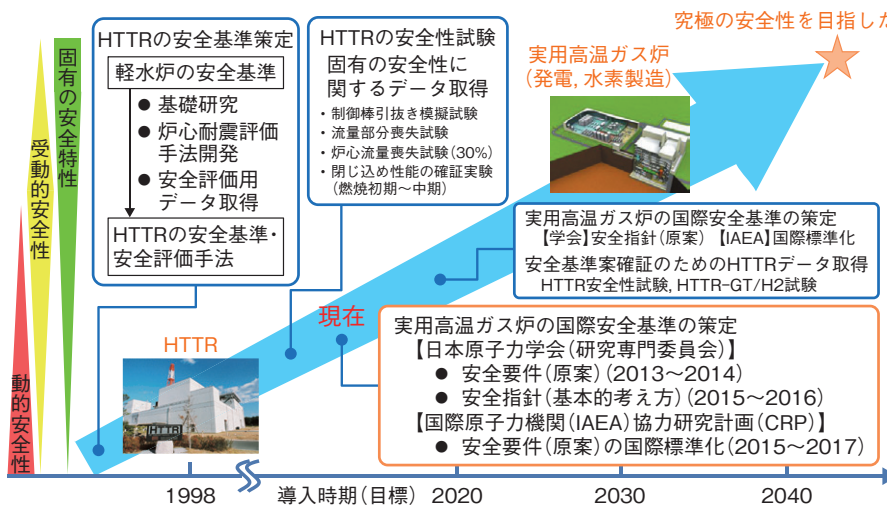 究極の安全性を目指した
HTTRの安全基準策定
軽水炉の安全基準
● 基礎研究
● 炉心耐震評価
手法開発
● 安全評価用
データ取得
HTTRの安全基準・
安全評価手法
HTTRの安全性試験
固有の安全性に
関するデータ取得
・制御棒引抜き模擬試験
・流量部分喪失試験
・炉心流量喪失試験(30%)
・閉じ込め性能の確証実験
(燃焼初期～中期)
実用高温ガス炉
(発電, 水素製造)
固有の安全特性
受動的安全性
動的安全性
実用高温ガス炉の国際安全基準の策定
【学会】安全指針(原案) 【IAEA】国際標準化
安全基準案確証のためのHTTRデータ取得
HTTR安全性試験, HTTR-GT/H2試験
現在
HTTR
HTTR
実用高温ガス炉の国際安全基準の策定
【日本原子力学会(研究専門委員会)】
● 安全要件(原案)(2013～2014)
● 安全指針(基本的考え方)(2015～2016)
【国際原子力機関(IAEA)協力研究計画(CRP)】
● 安全要件(原案)の国際標準化(2015～2017)
1998 導入時期(目標) 2020 2030 2040